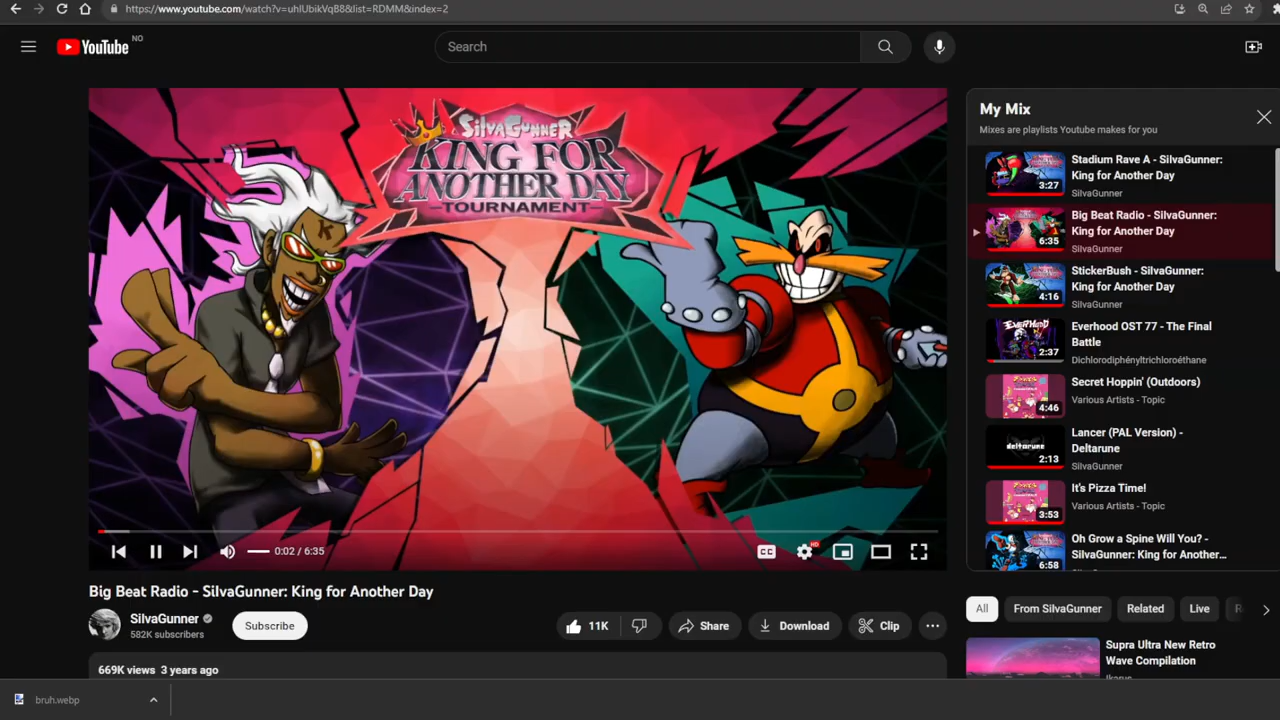 https://www.youtube.com/watch?v=uhIUbikVqB8&list=RDMM&index=2
YouTube NO
Search
SILVAGUNNER
KING FOR
ANOTHER DAY
TOURNAMENT
K
0:02 / 6:35
CC
HD
Big Beat Radio - SilvaGunner: King for Another Day
SilvaGunner
582K subscribers
Subscribe
11K
Share
Download
Clip
669K views 3 years ago
My Mix
Mixes are playlists Youtube makes for you
3:27
Stadium Rave A - SilvaGunner:
King for Another Day
SilvaGunner
6:35
Big Beat Radio - SilvaGunner:
King for Another Day
SilvaGunner
4:16
StickerBush - SilvaGunner:
King for Another Day
SilvaGunner
EVERHOOD
2:37
Everhood OST 77 - The Final
Battle
Dichlorodiphényltrichloroéthane
4:46
Secret Hoppin' (Outdoors)
Various Artists - Topic
deltarune
2:13
Lancer (PAL Version) -
Deltarune
SilvaGunner
3:53
It's Pizza Time!
Various Artists - Topic
6:58
Oh Grow a Spine Will You? -
SilvaGunner: King for Another...
All
From SilvaGunner
Related
Live
Supra Ultra New Retro
Wave Compilation
Ikarus
bruh.webp